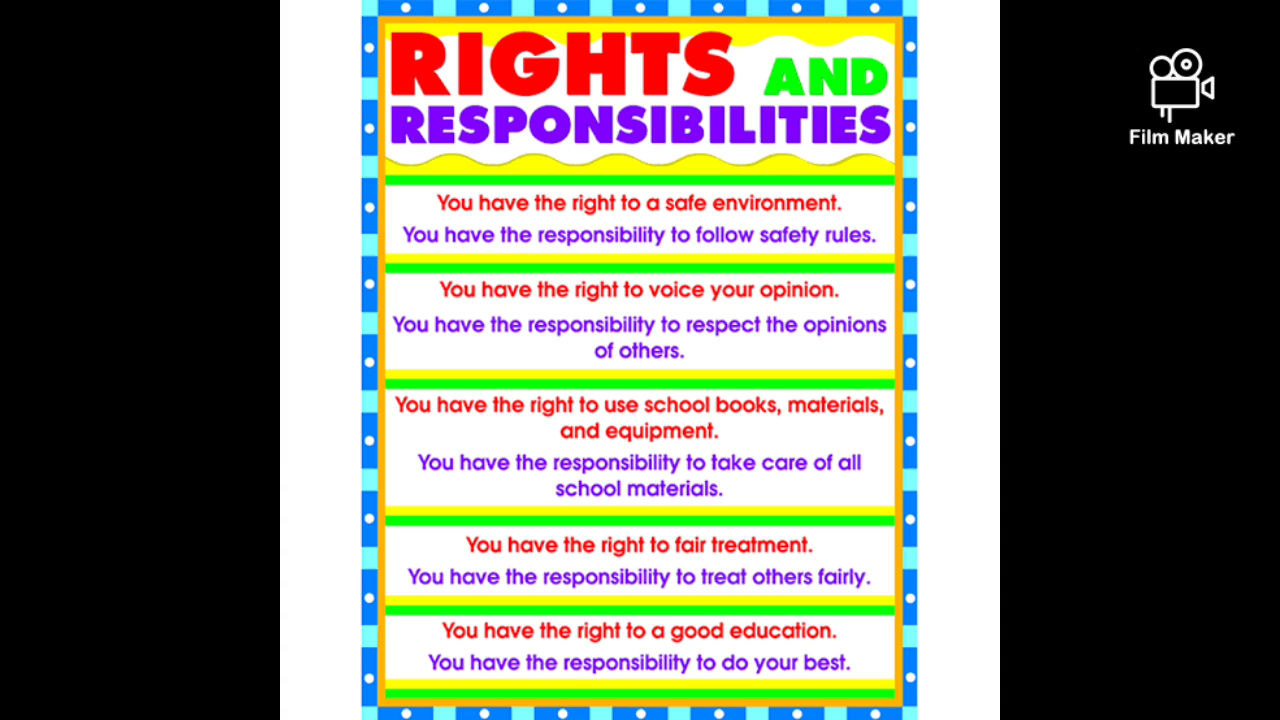 RIGHTS AND
RESPONSIBILITIES
You have the right to a safe environment.
You have the responsibility to follow safety rules.
You have the right to voice your opinion.
You have the responsibility to respect the opinions
of others.
You have the right to use school books, materials,
and equipment.
You have the responsibility to take care of all
school materials.
You have the right to fair treatment.
You have the responsibility to treat others fairly.
You have the right to a good education.
You have the responsibility to do your best.
Film Maker